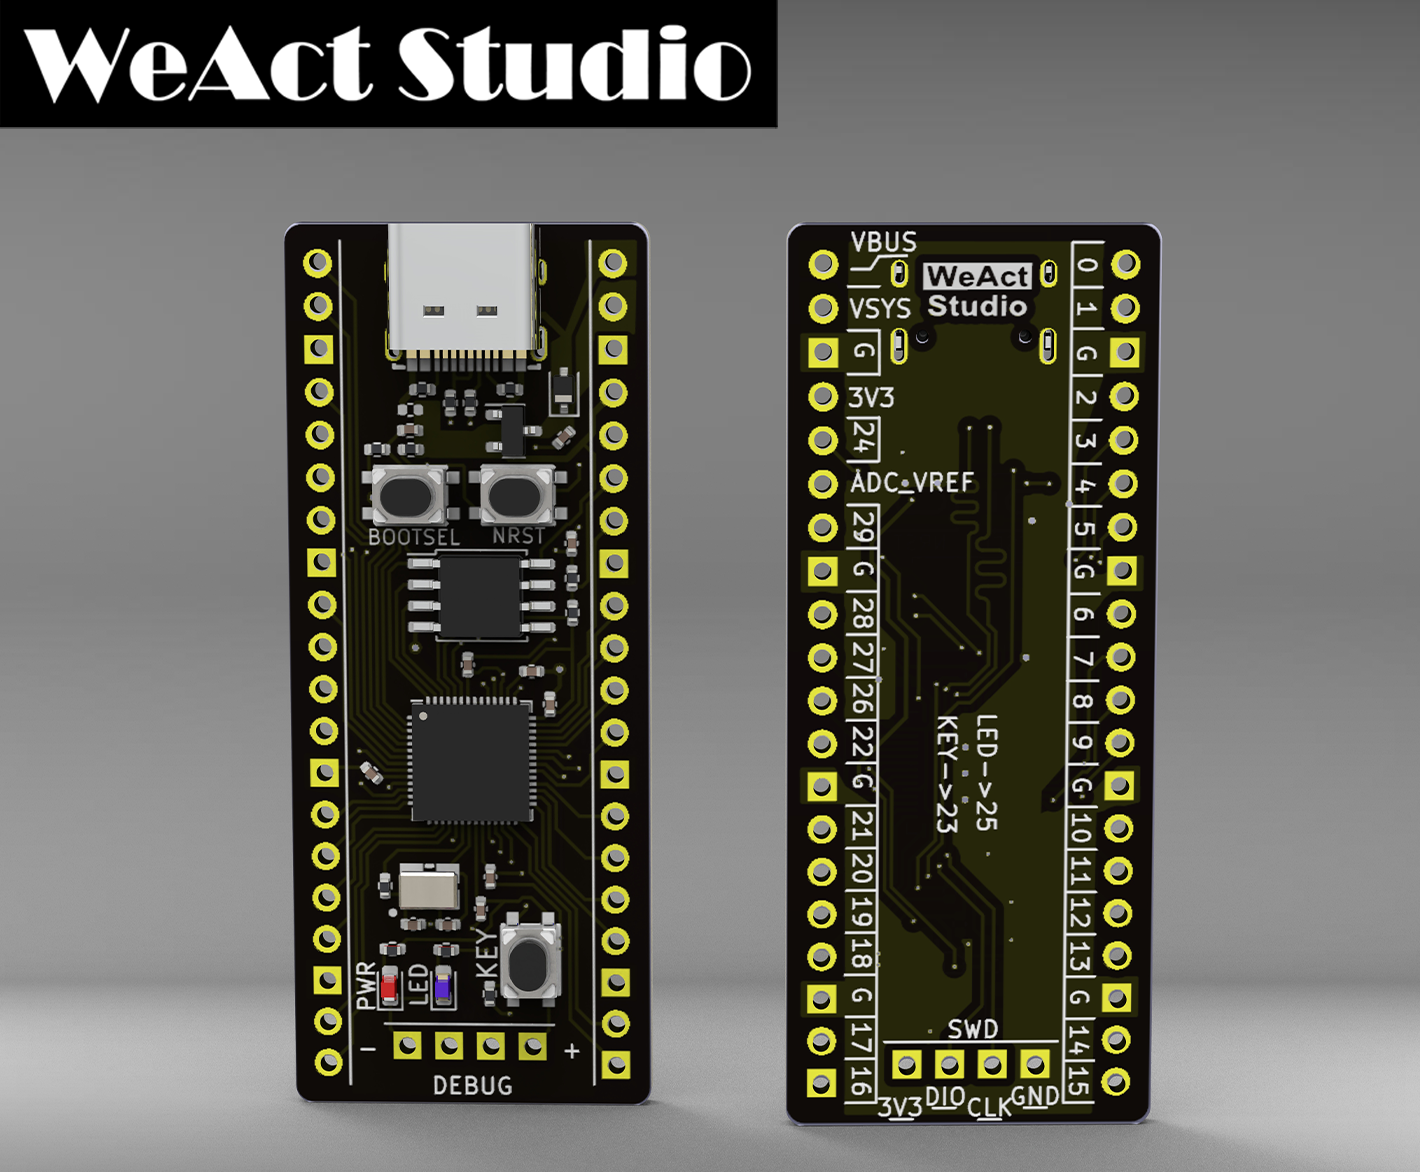 WeAct Studio
BOOTSEL
NRST
PWR
LED
KEY
-
+
DEBUG
VBUS
VSYS
G
3V3
24
ADC_VREF
29
G
28
27
26
22
G
21
20
19
18
G
17
16
WeAct
Studio
LED->25
KEY->23
0
1
G
2
3
4
5
G
6
7
8
9
G
10
11
12
13
G
14
15
SWD
3V3
DIO
CLK
GND